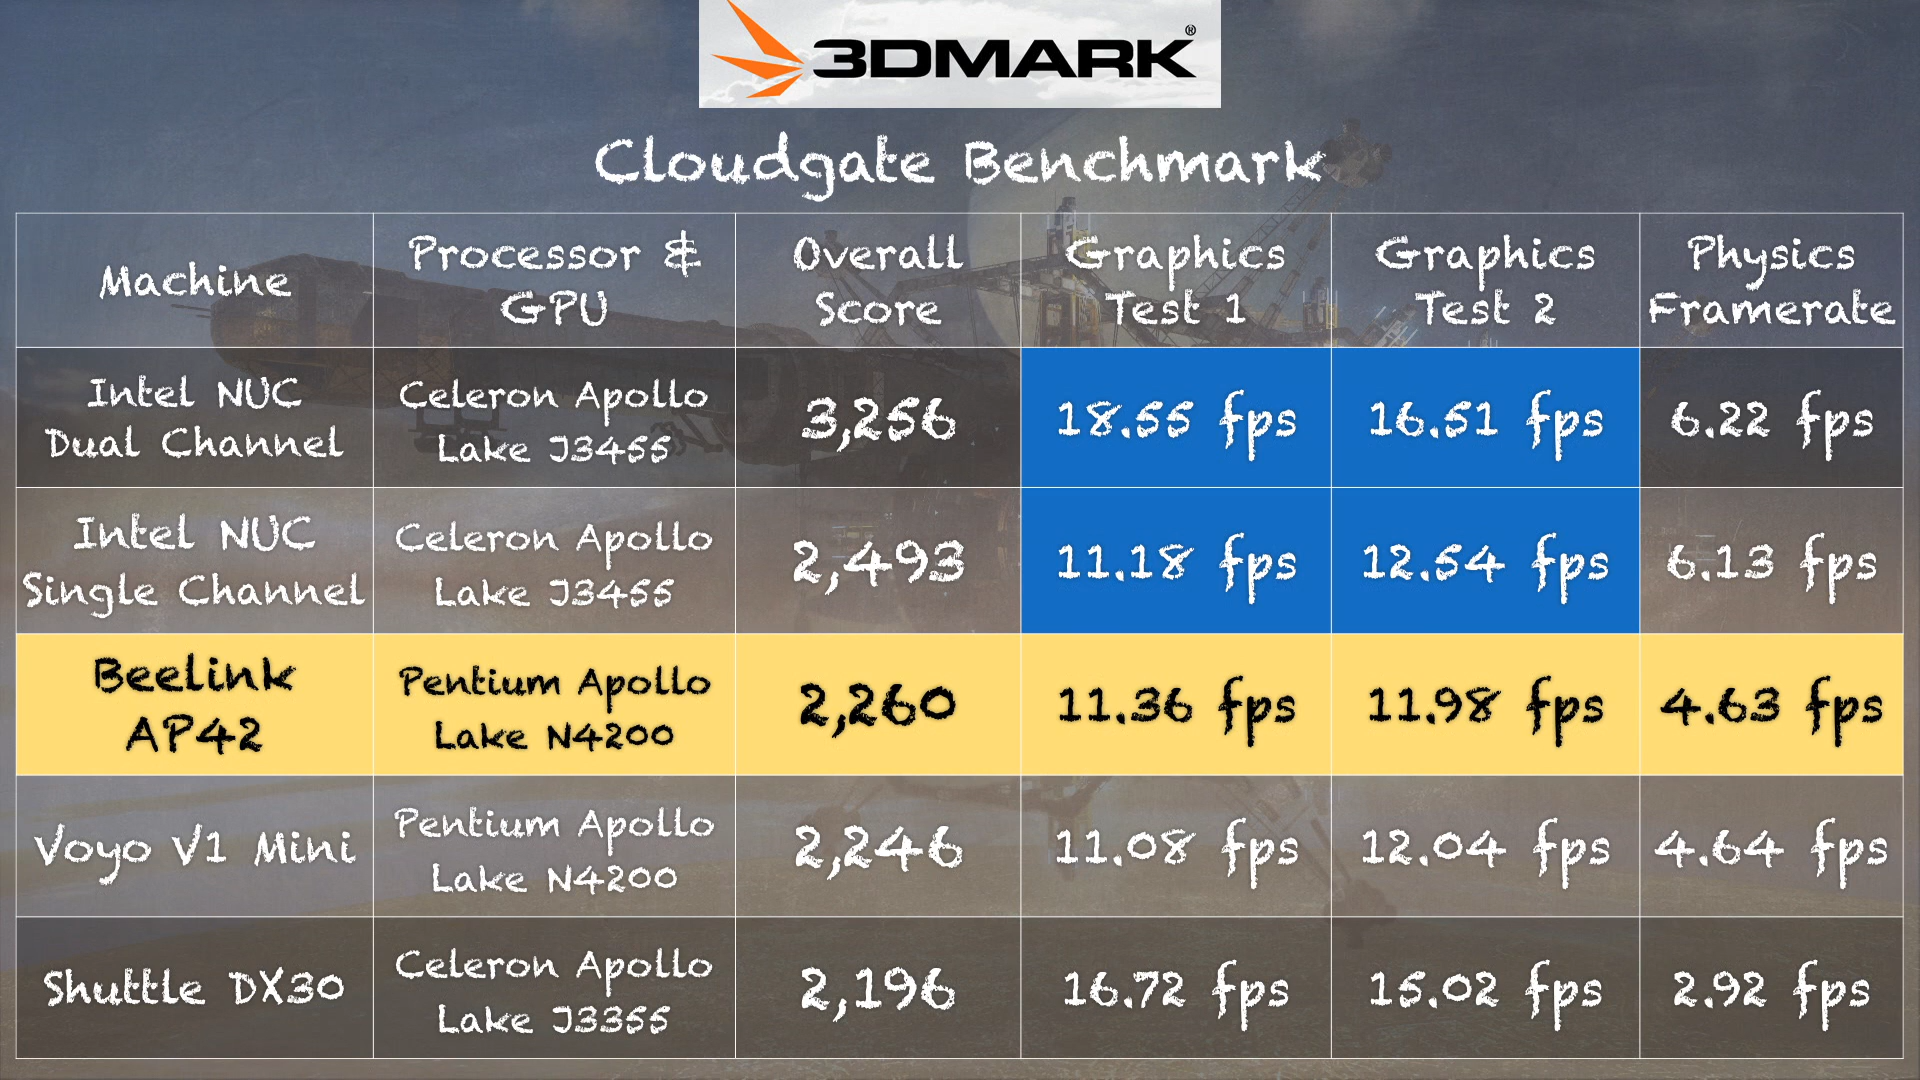 3DMARK®
Cloudgate Benchmark
Machine
Processor &
GPU
Overall
Score
Graphics
Test 1
Graphics
Test 2
Physics
Framerate
Intel NUC
Dual Channel
Celeron Apollo
Lake J3455
3,256
18.55 fps
16.51 fps
6.22 fps
Intel NUC
Single Channel
Celeron Apollo
Lake J3455
2,493
11.18 fps
12.54 fps
6.13 fps
Beelink
AP42
Pentium Apollo
Lake N4200
2,260
11.36 fps
11.98 fps
4.63 fps
Voyo V1 Mini
Pentium Apollo
Lake N4200
2,246
11.08 fps
12.04 fps
4.64 fps
Shuttle DX30
Celeron Apollo
Lake J3355
2,196
16.72 fps
15.02 fps
2.92 fps